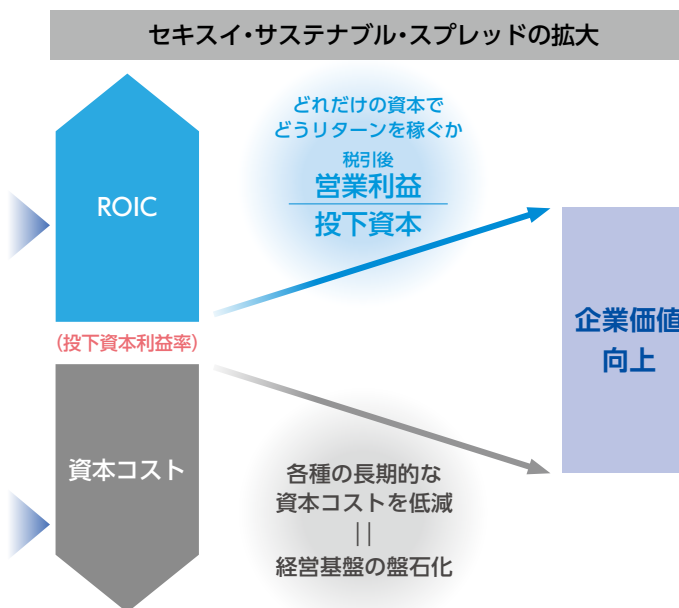 セキスイ・サステナブル・スプレッドの拡大
どれだけの資本で
どうリターンを稼ぐか
税引後
営業利益
投下資本
ROIC
(投下資本利益率)
企業価値
向上
資本コスト
各種の長期的な
資本コストを低減
||
経営基盤の盤石化